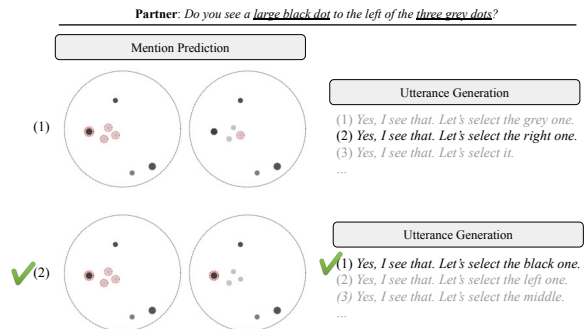 Partner: Do you see a large black dot to the left of the three grey dots?
Mention Prediction
Utterance Generation
(1)
(1) Yes, I see that. Let's select the grey one.
(2) Yes, I see that. Let's select the right one.
(3) Yes, I see that. Let's select it.
...
Utterance Generation
(2)
(1) Yes, I see that. Let's select the black one.
(2) Yes, I see that. Let's select the left one.
(3) Yes, I see that. Let's select the middle.
...